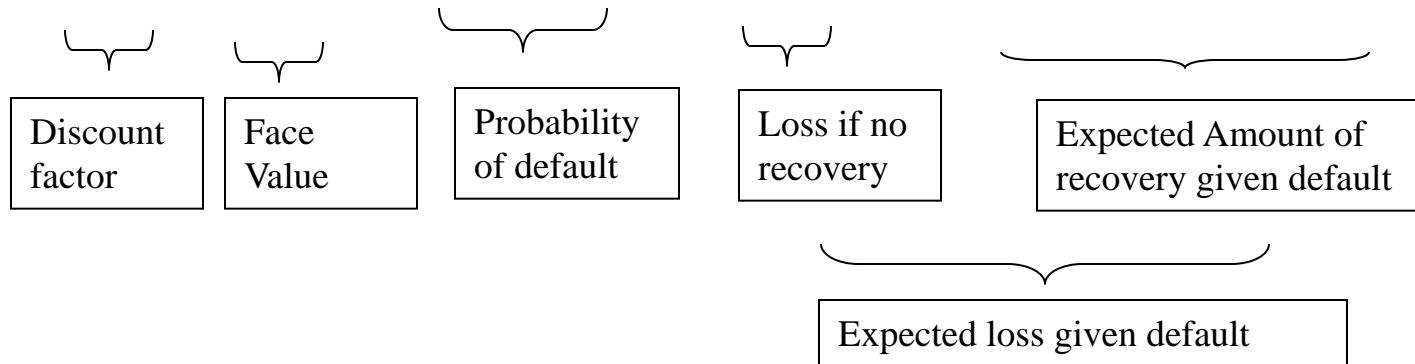 Discount
factor
Face
Value
Probability
of default
Loss if no
recovery
Expected Amount of
recovery given default
Expected loss given default